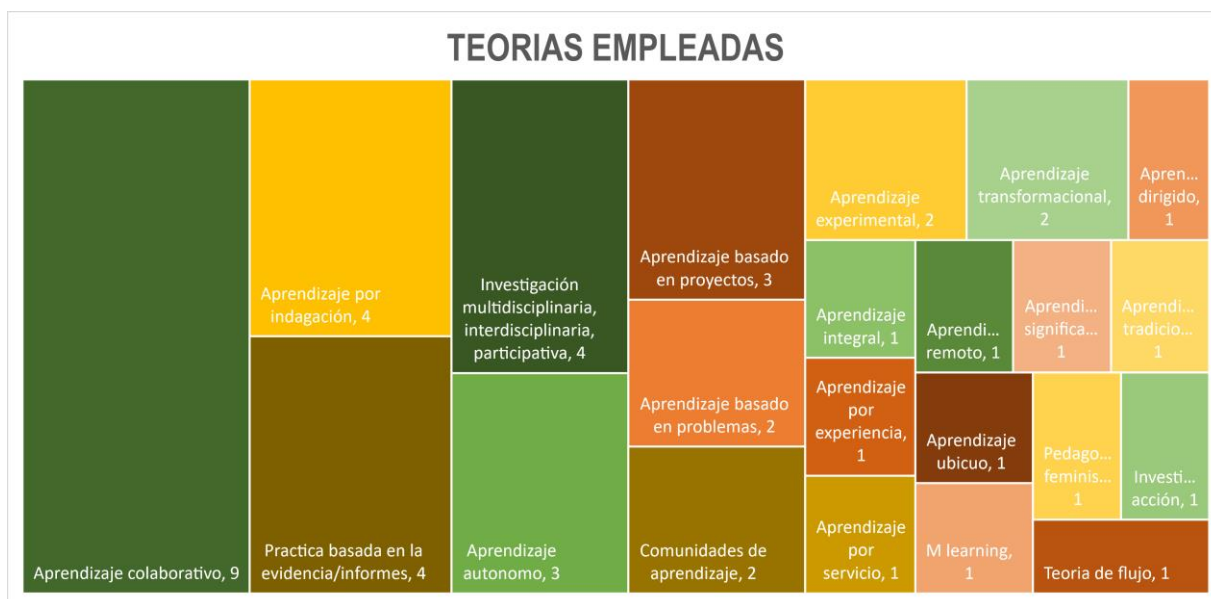 TEORIAS EMPLEADAS
Aprendizaje colaborativo, 9
Aprendizaje por
indagación, 4
Practica basada en la
evidencia/informes, 4
Investigación
multidisciplinaria,
interdisciplinaria,
participativa, 4
Aprendizaje
autonomo, 3
Aprendizaje basado
en proyectos, 3
Aprendizaje basado
en problemas, 2
Comunidades de
aprendizaje, 2
Aprendizaje
experimental, 2
Aprendizaje
transformacional,
2
Apren...
dirigido,
1
Aprendizaje
integral, 1
Aprendi...
remoto, 1
Aprendi...
significa...
1
Aprendi...
tradicio...
1
Aprendizaje
por
experiencia,
1
Aprendizaje
ubicuo, 1
Pedago...
feminis...
1
Investi...
acción, 1
Aprendizaje
por
servicio, 1
M learning,
1
Teoria de flujo, 1